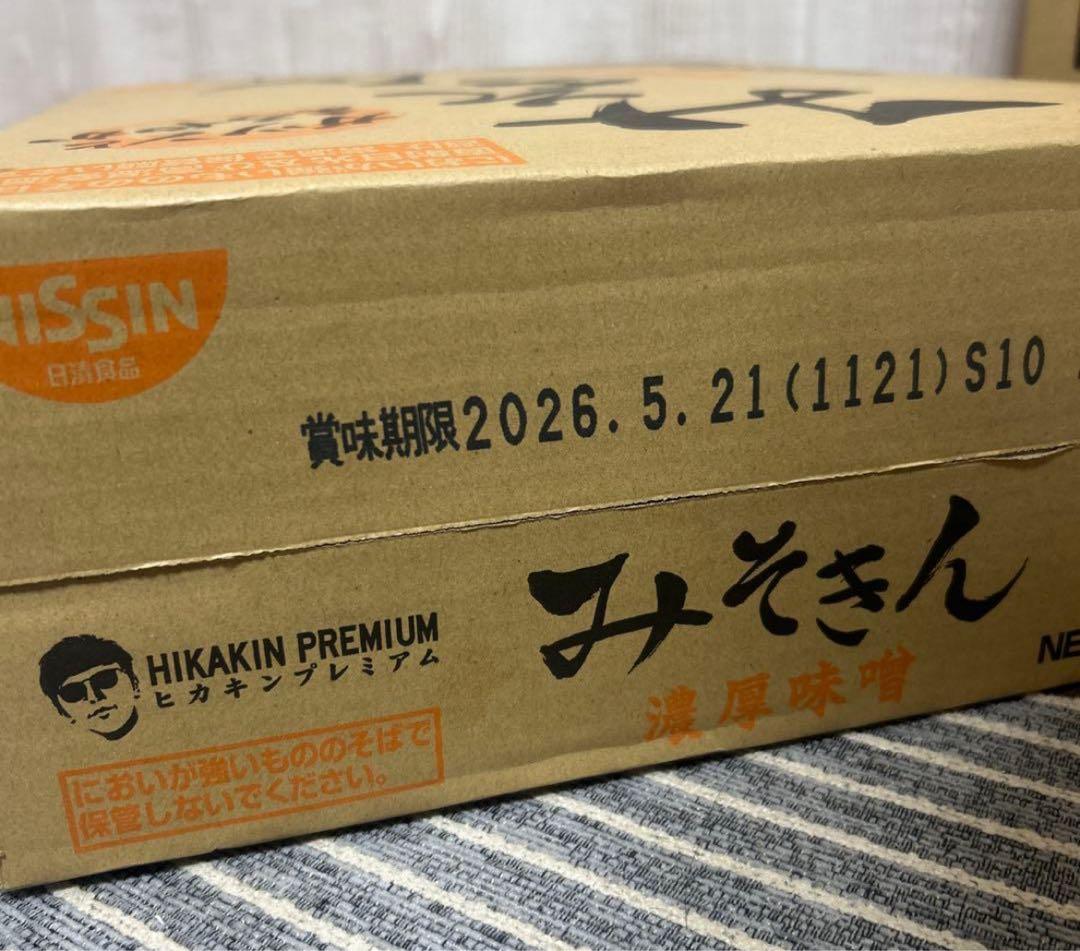 NISSIN
日清食品
賞味期限2026.5.21(1121)S10
みそきん
HIKAKIN PREMIUM
ヒカキンプレミアム
濃厚味噌
NE
においが強いもののそばで
保管しないでください。